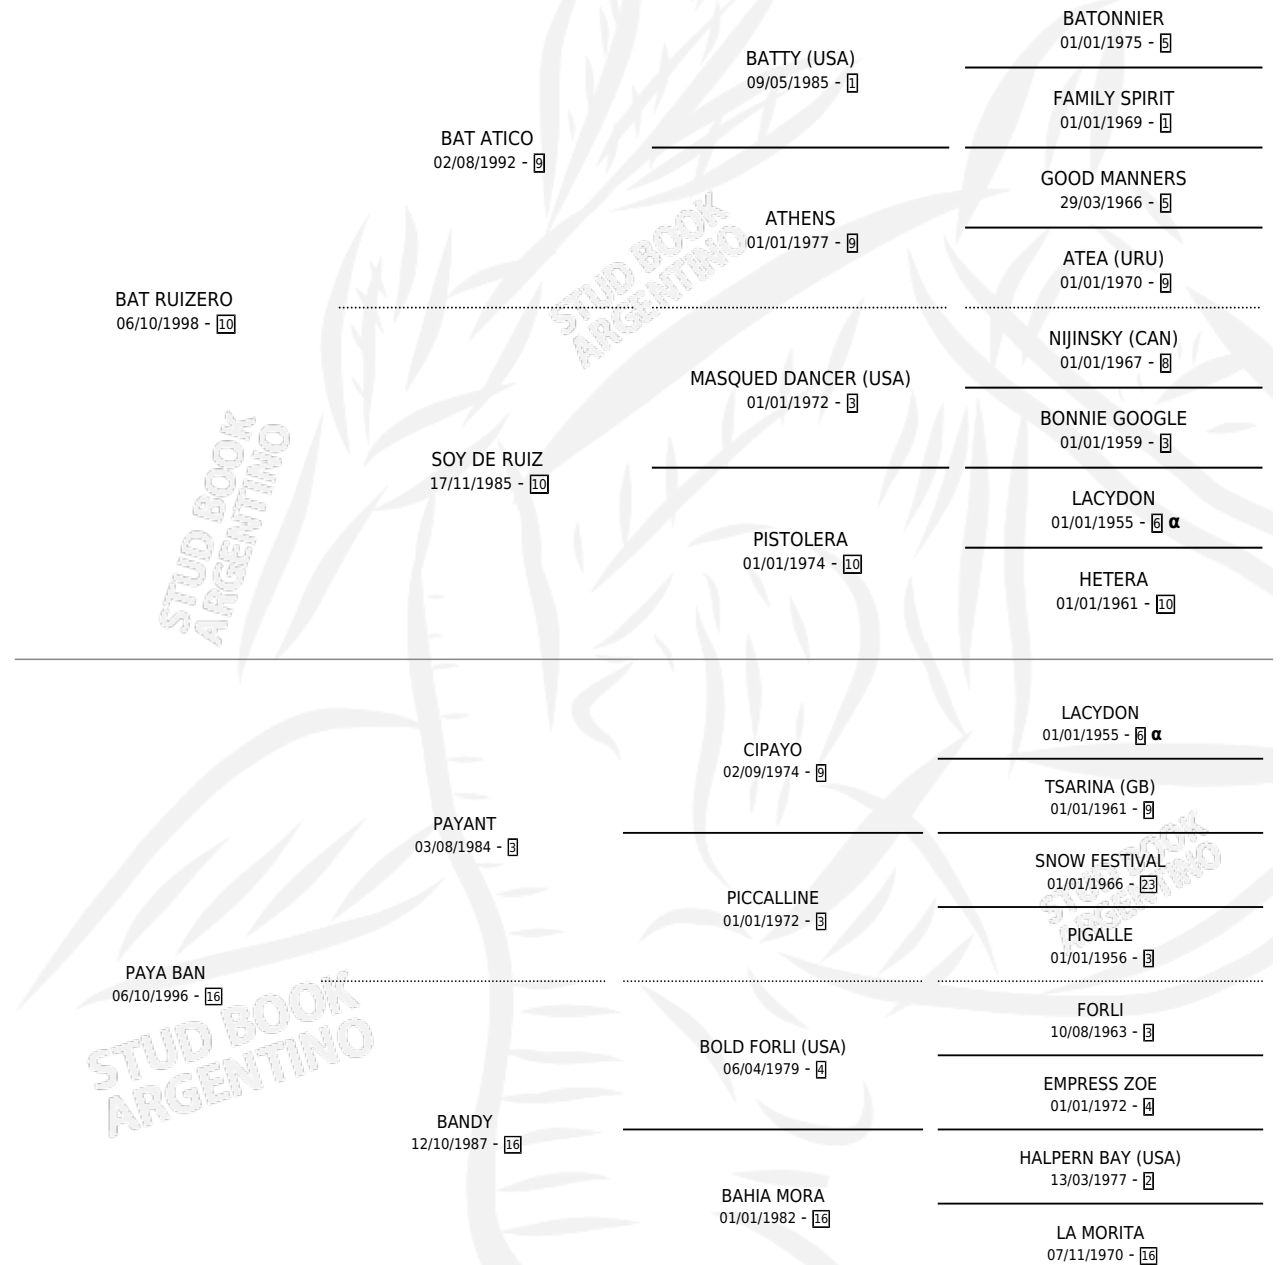 BATONNIER
01/01/1975 - 5
BATTY (USA)
09/05/1985 - 1
FAMILY SPIRIT
01/01/1969 - 1
BAT ATICO
02/08/1992 - 9
GOOD MANNERS
29/03/1966 - 5
ATHENS
01/01/1977 - 9
ATEA (URU)
01/01/1970 - 9
BAT RUIZERO
06/10/1998 - 10
NIJINSKY (CAN)
01/01/1967 - 8
MASQUED DANCER (USA)
01/01/1972 - 3
BONNIE GOOGLE
01/01/1959 - 3
SOY DE RUIZ
17/11/1985 - 10
LACYDON
01/01/1955 - 6 α
PISTOLERA
01/01/1974 - 10
HETERA
01/01/1961 - 10
LACYDON
01/01/1955 - 6 α
CIPAYO
02/09/1974 - 9
TSARINA (GB)
01/01/1961 - 9
PAYANT
03/08/1984 - 3
SNOW FESTIVAL
01/01/1966 - 23
PICCALLINE
01/01/1972 - 3
PIGALLE
01/01/1956 - 3
PAYA BAN
06/10/1996 - 16
FORLI
10/08/1963 - 3
BOLD FORLI (USA)
06/04/1979 - 4
EMPRESS ZOE
01/01/1972 - 4
BANDY
12/10/1987 - 16
HALPERN BAY (USA)
13/03/1977 - 2
BAHIA MORA
01/01/1982 - 16
LA MORITA
07/11/1970 - 16
STUD BOOK
ARGENTINO
STUD BOOK
ARGENTINO
STUD BOOK
ARGENTINO
STUD BOOK
ARGENTINO